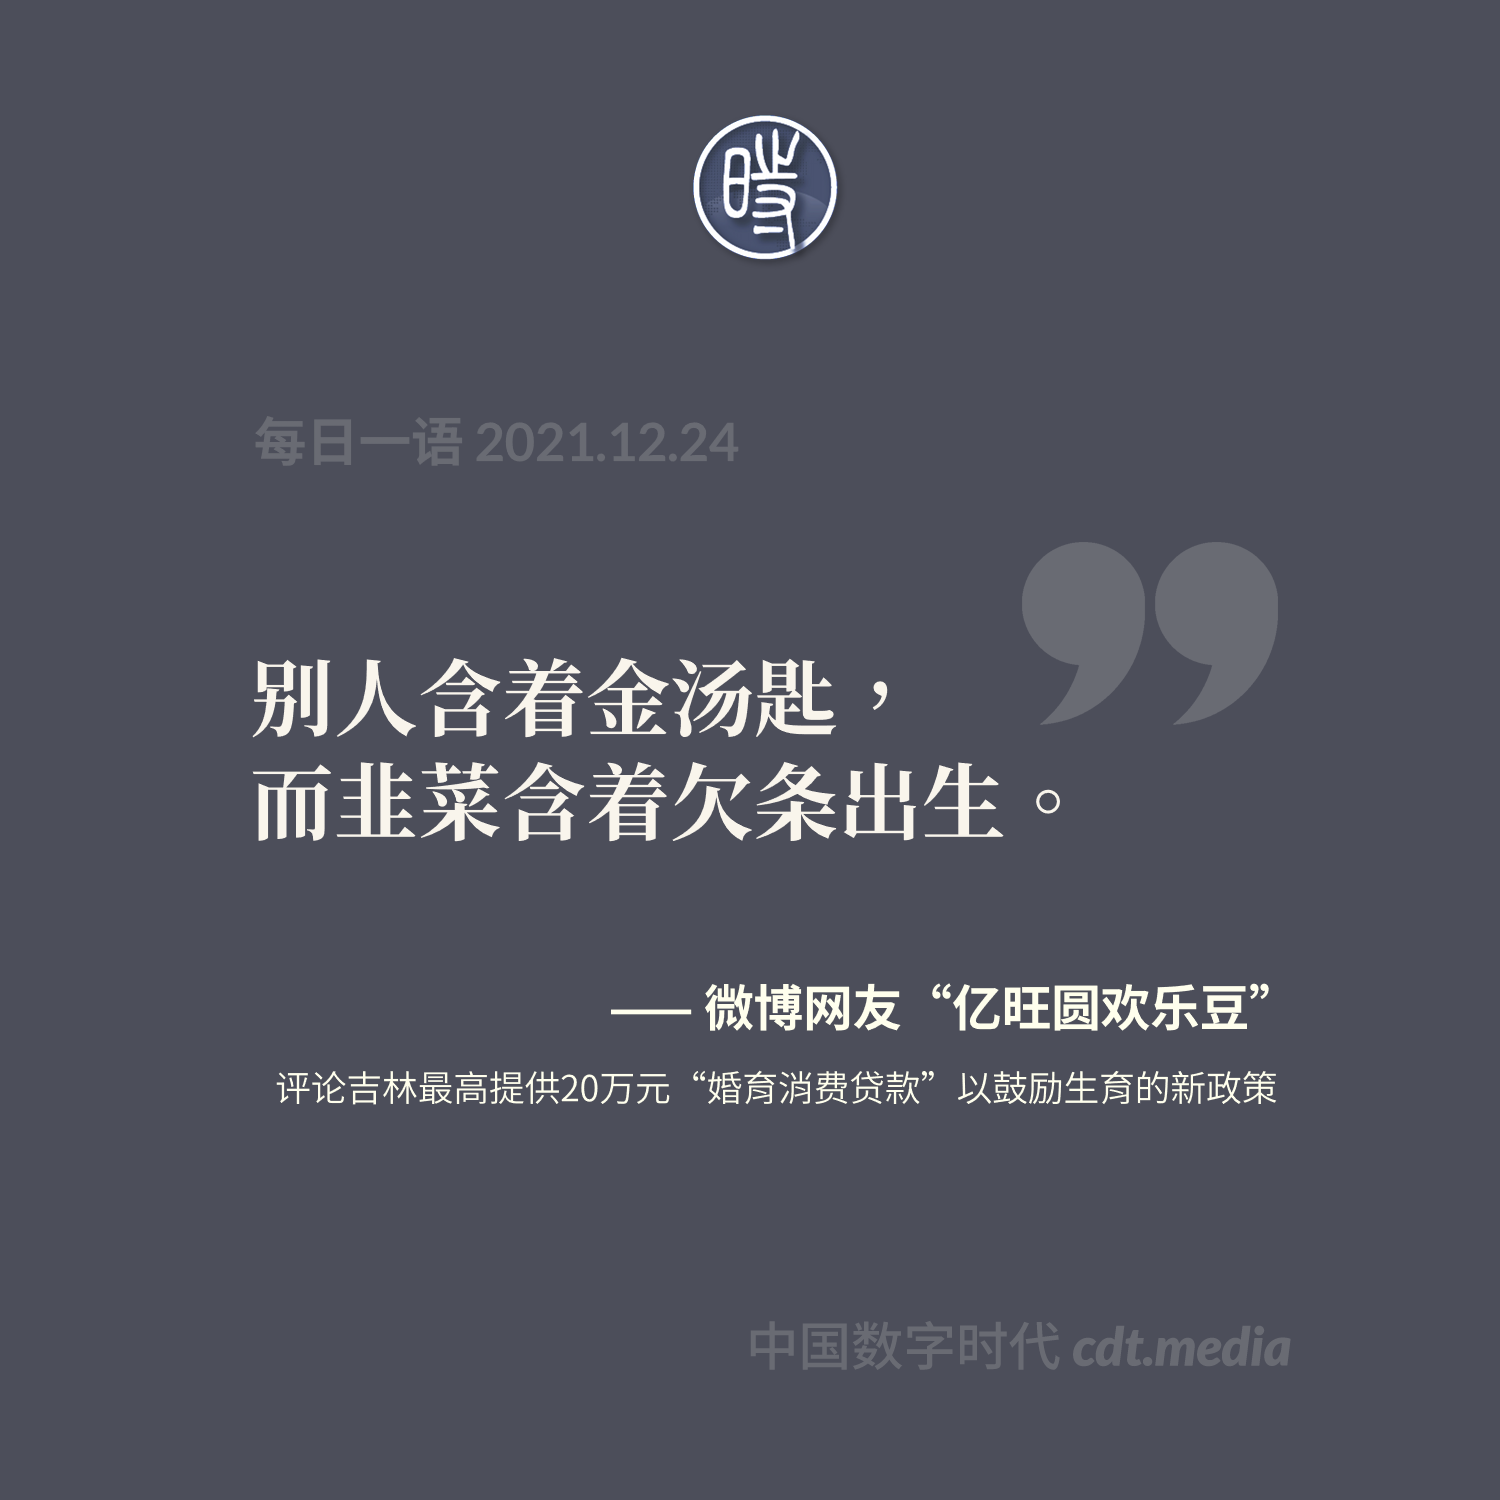 時
每日一语 2021.12.24
别人含着金汤匙，
而韭菜含着欠条出生。
—— 微博网友“亿旺圆欢乐豆”
评论吉林最高提供20万元“婚育消费贷款”以鼓励生育的新政策
中国数字时代 cdt.media